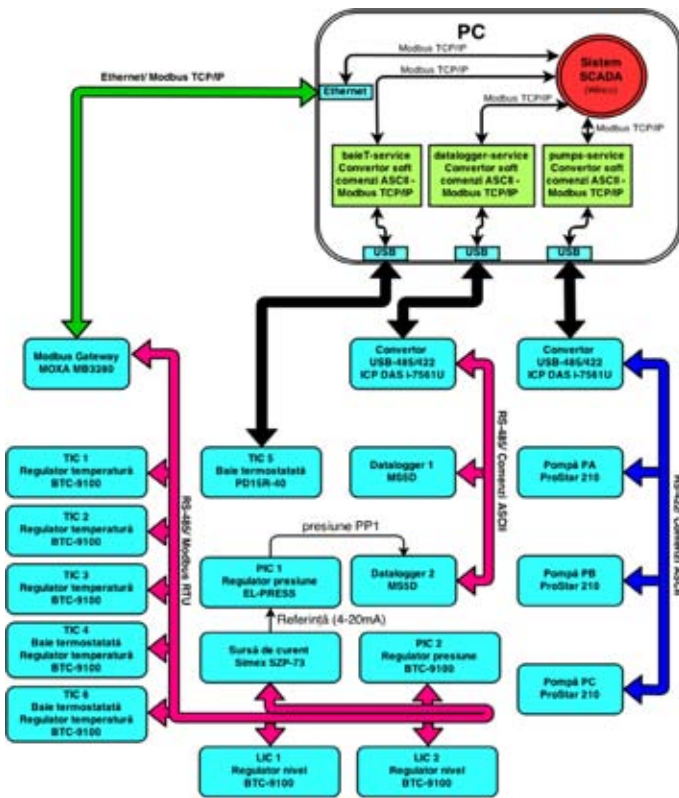 PC
Modbus TCP/IP
Sistem
SCADA
Ethernet/ Modbus TCP/IP
Modbus TCP/IP
Ethernet
Modbus TCP/IP
Modbus TCP/IP
baieT-service
Convertor soft
comenzi ASCII -
Modbus TCP/IP
datalogger-service
Convertor soft
comenzi ASCII -
Modbus TCP/IP
pumps-service
Convertor soft
comenzi ASCII -
Modbus TCP/IP
USB
USB
USB
Modbus Gateway
MOXA MB3280
Convertor
USB-485/422
ICP DAS i-7561U
Convertor
USB-485/422
ICP DAS i-7561U
RS-485/ Modbus RTU
RS-485/ Comenzi ASCII
RS-422/ Comenzi ASCII
TIC 1
Regulator temperatură
BTC-9100
TIC 5
Baie termostatată
PD15R-40
Datalogger 1
MS5D
Pompă PA
ProStar 210
TIC 2
Regulator temperatură
BTC-9100
presiune PP1
TIC 3
Regulator temperatură
BTC-9100
PIC 1
Regulator presiune
EL-PRESS
Datalogger 2
MS5D
Pompă PB
ProStar 210
Referință (4-20mA)
TIC 4
Baie termostatată
Regulator temperatură
BTC-9100
Sursă de curent
Simex SZP-73
PIC 2
Regulator presiune
BTC-9100
Pompă PC
ProStar 210
TIC 6
Baie termostatată
Regulator temperatură
BTC-9100
LIC 1
Regulator nivel
BTC-9100
LIC 2
Regulator nivel
BTC-9100